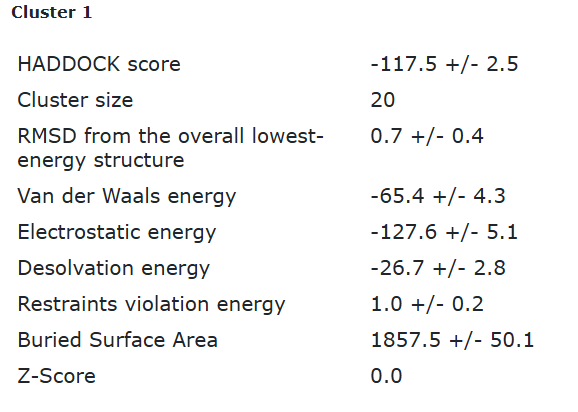 Cluster 1
HADDOCK score -117.5 +/- 2.5
Cluster size 20
RMSD from the overall lowest- 0.7 +/- 0.4
energy structure
Van der Waals energy -65.4 +/- 4.3
Electrostatic energy -127.6 +/- 5.1
Desolvation energy -26.7 +/- 2.8
Restraints violation energy 1.0 +/- 0.2
Buried Surface Area 1857.5 +/- 50.1
Z-Score 0.0